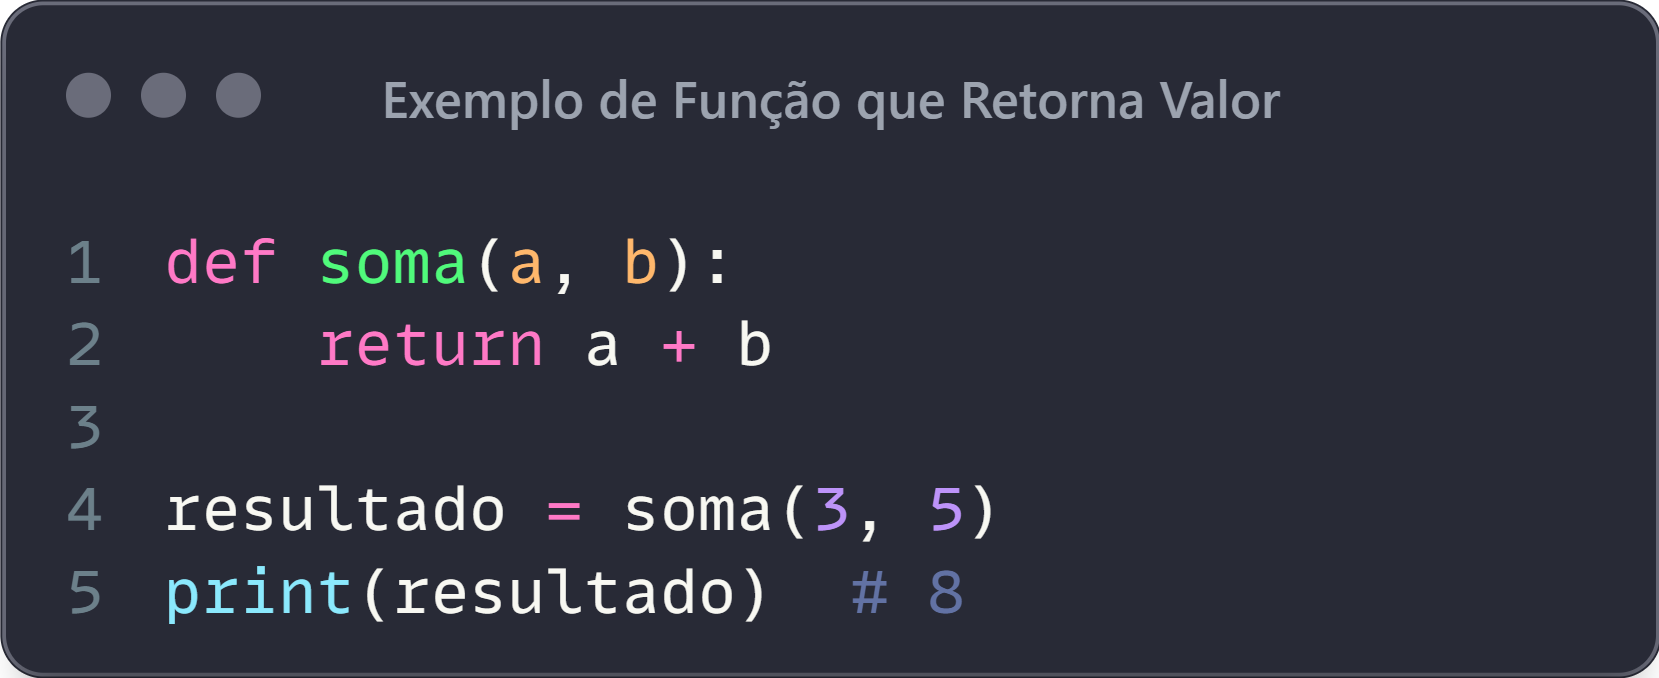 Exemplo de Função que Retorna Valor
1 def soma(a, b):
2     return a + b
3
4 resultado = soma(3, 5)
5 print(resultado)  # 8